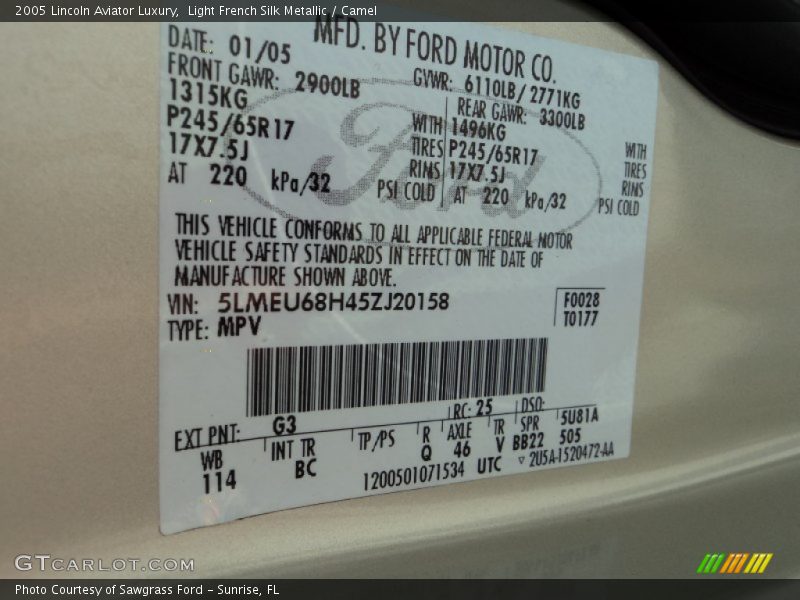 2005 Lincoln Aviator Luxury, Light French Silk Metallic / Camel
MFD. BY FORD MOTOR CO.
DATE: 01/05
GVWR: 6110LB/ 2771KG
FRONT GAWR: 2900LB
REAR GAWR: 3300LB
1315KG WITH 1496KG WITH
P245/65R17 TIRES P245/65R17 TIRES
17X7.5J RIMS 17X7.5J RIMS
AT 220 kPa/32 PSI COLD AT 220 kPa/32 PSI COLD
Ford
THIS VEHICLE CONFORMS TO ALL APPLICABLE FEDERAL MOTOR
VEHICLE SAFETY STANDARDS IN EFFECT ON THE DATE OF
MANUFACTURE SHOWN ABOVE.
VIN: 5LMEU68H45ZJ20158 F0028
TYPE: MPV T0177
EXT PNT: G3 RC: 25 DSO:
WB INT TR TP/PS R AXLE TR SPR 5U81A
114 BC Q 46 V BB22 505
1200501071534 UTC ▽ 2U5A-1520472-AA
GTCARLOT.COM
Photo Courtesy of Sawgrass Ford - Sunrise, FL